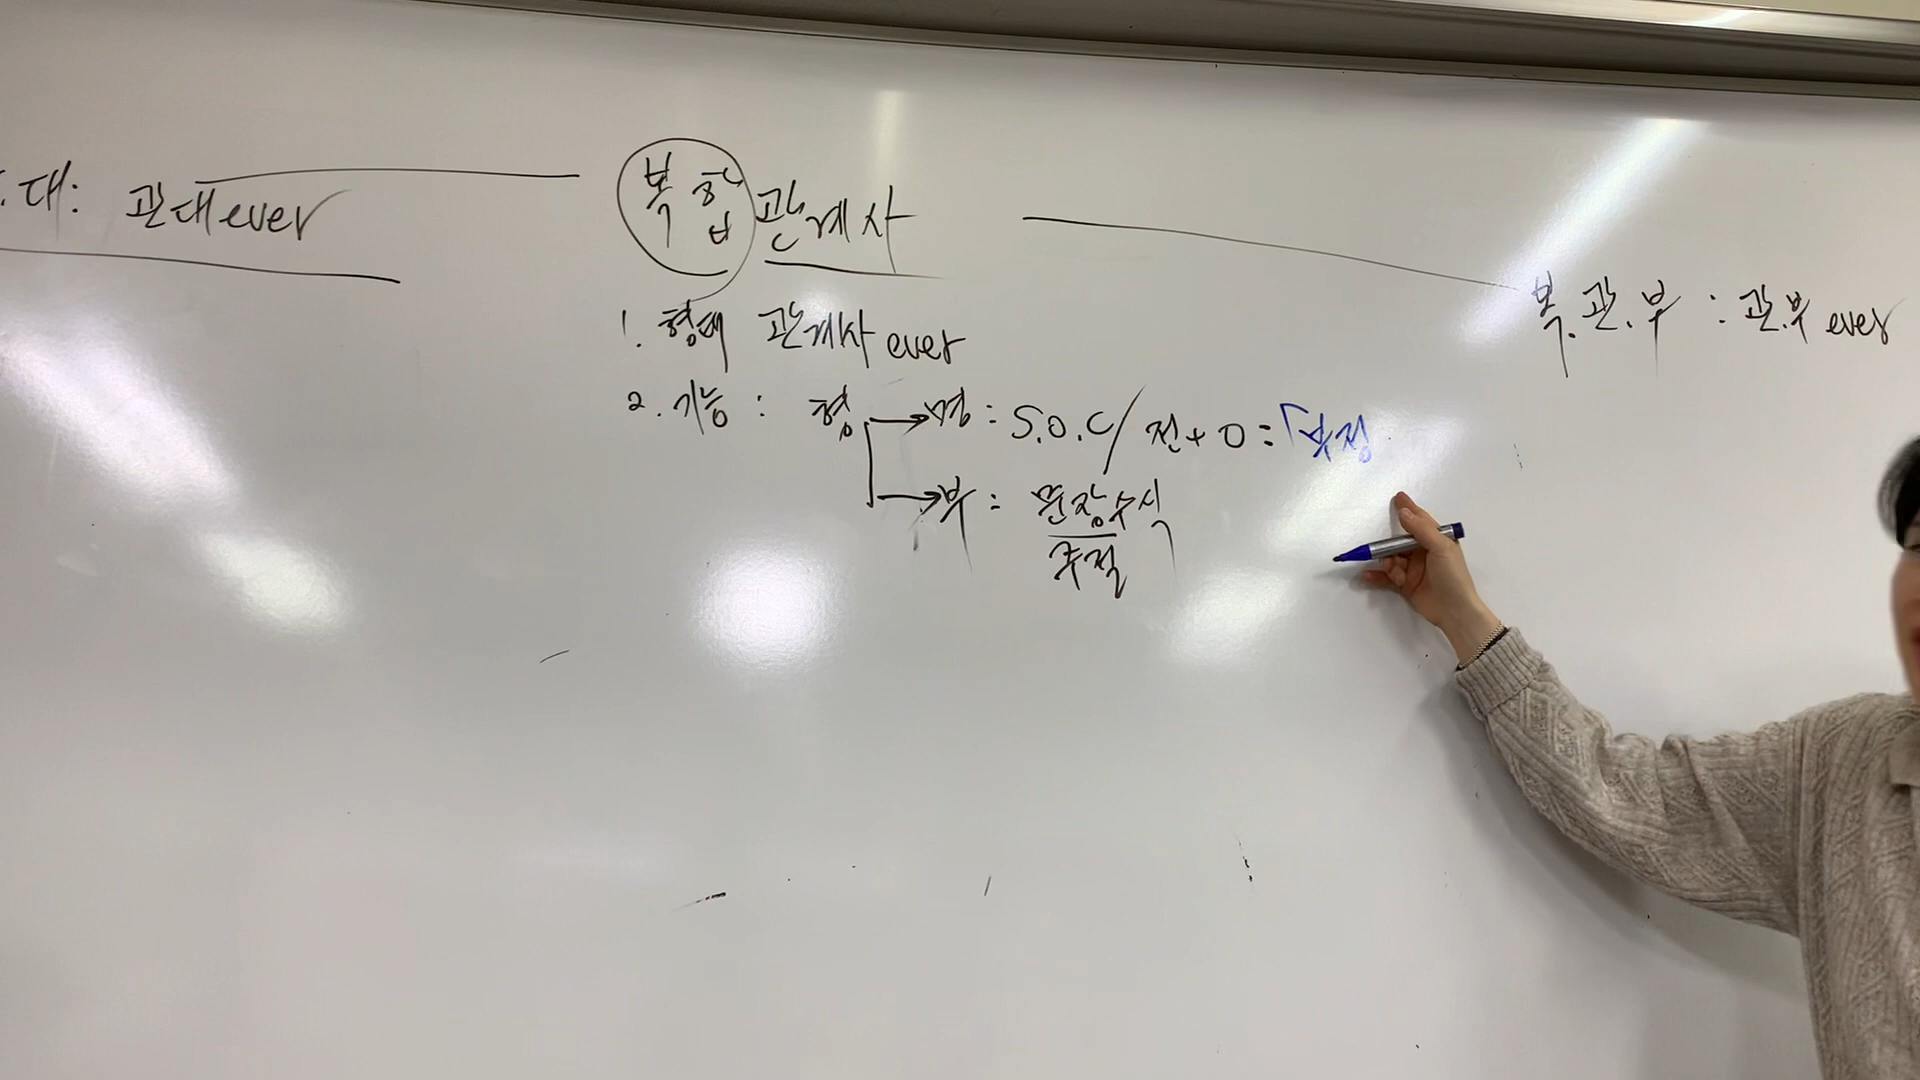 .대: 관대ever
복합관계사
복.관.부 : 관.부 ever
1. 형태 관계사 ever
2. 기능 : 형 → 명 : S.O.C / 전+O = 「부정
→ 부 : 문장수식
추절